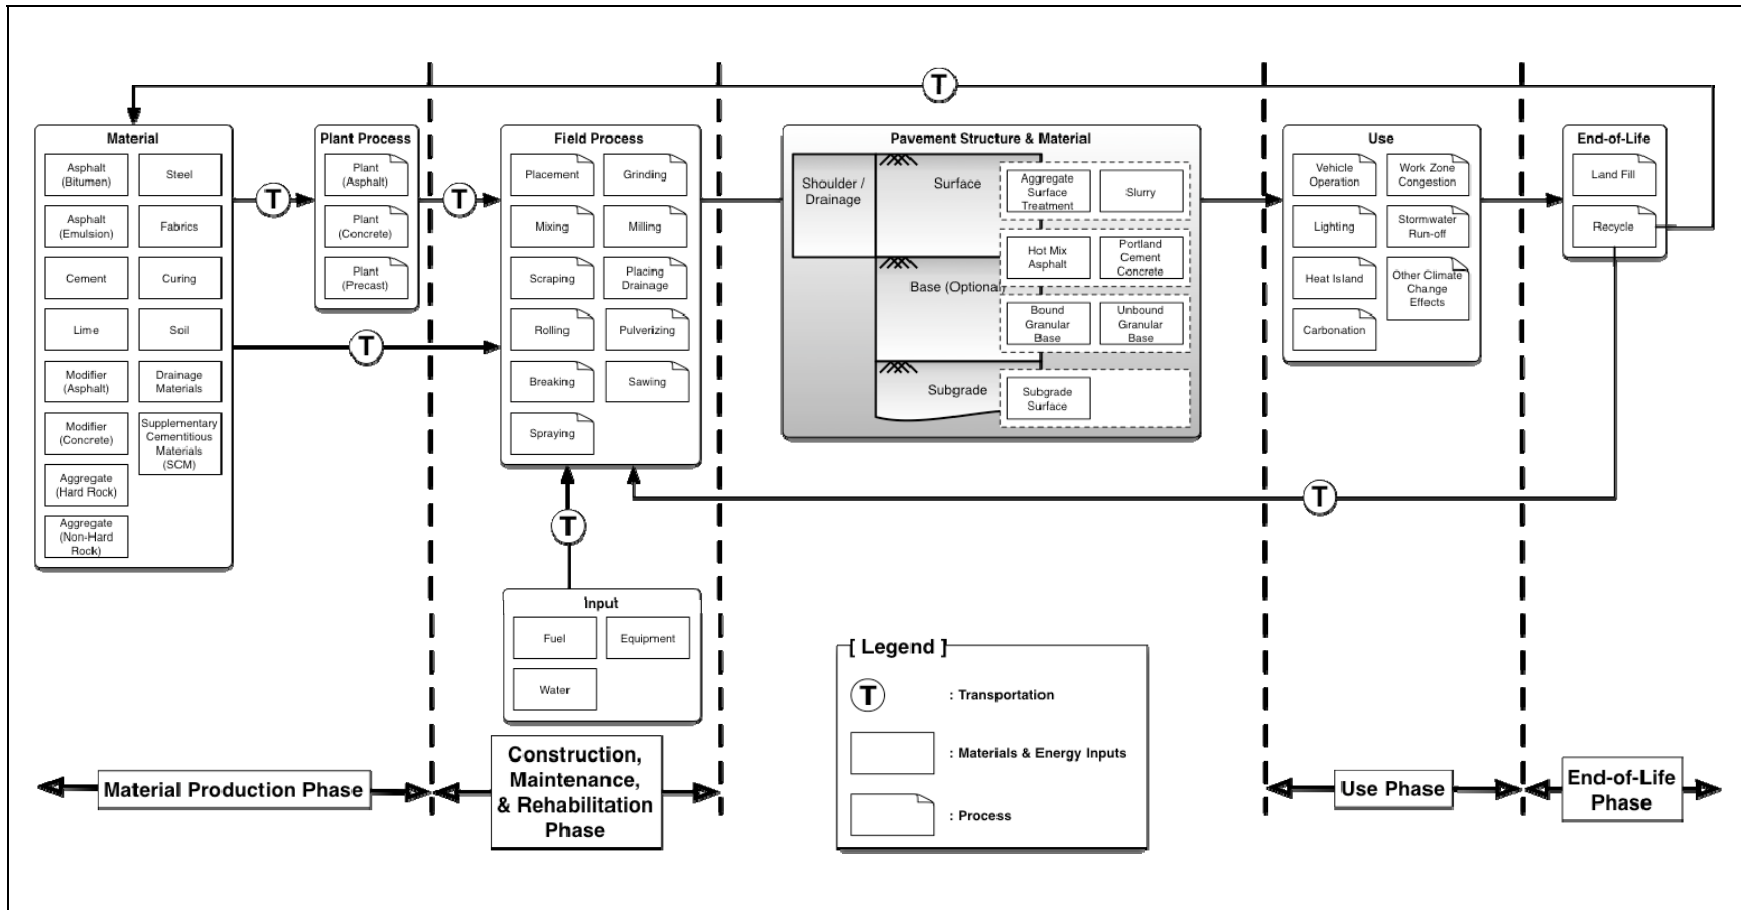 T
Material
Asphalt
(Bitumen)
Steel
Asphalt
(Emulsion)
Fabrics
Cement
Curing
Lime
Soil
Modifier
(Asphalt)
Drainage
Materials
Modifier
(Concrete)
Supplementary
Cementitious
Materials
(SCM)
Aggregate
(Hard Rock)
Aggregate
(Non-Hard
Rock)
T
T
Plant Process
Plant
(Asphalt)
Plant
(Concrete)
Plant
(Precast)
T
Field Process
Placement
Grinding
Mixing
Milling
Scraping
Placing
Drainage
Rolling
Pulverizing
Breaking
Sawing
Spraying
T
Input
Fuel
Equipment
Water
Pavement Structure & Material
Shoulder /
Drainage
Surface
Aggregate
Surface
Treatment
Slurry
Hot Mix
Asphalt
Portland
Cement
Concrete
Base (Optional)
Bound
Granular
Base
Unbound
Granular
Base
Subgrade
Subgrade
Surface
T
Use
Vehicle
Operation
Work Zone
Congestion
Lighting
Stormwater
Run-off
Heat Island
Other Climate
Change
Effects
Carbonation
End-of-Life
Land Fill
Recycle
[ Legend ]
T : Transportation
: Materials & Energy Inputs
: Process
Material Production Phase
Construction,
Maintenance,
& Rehabilitation
Phase
Use Phase
End-of-Life
Phase